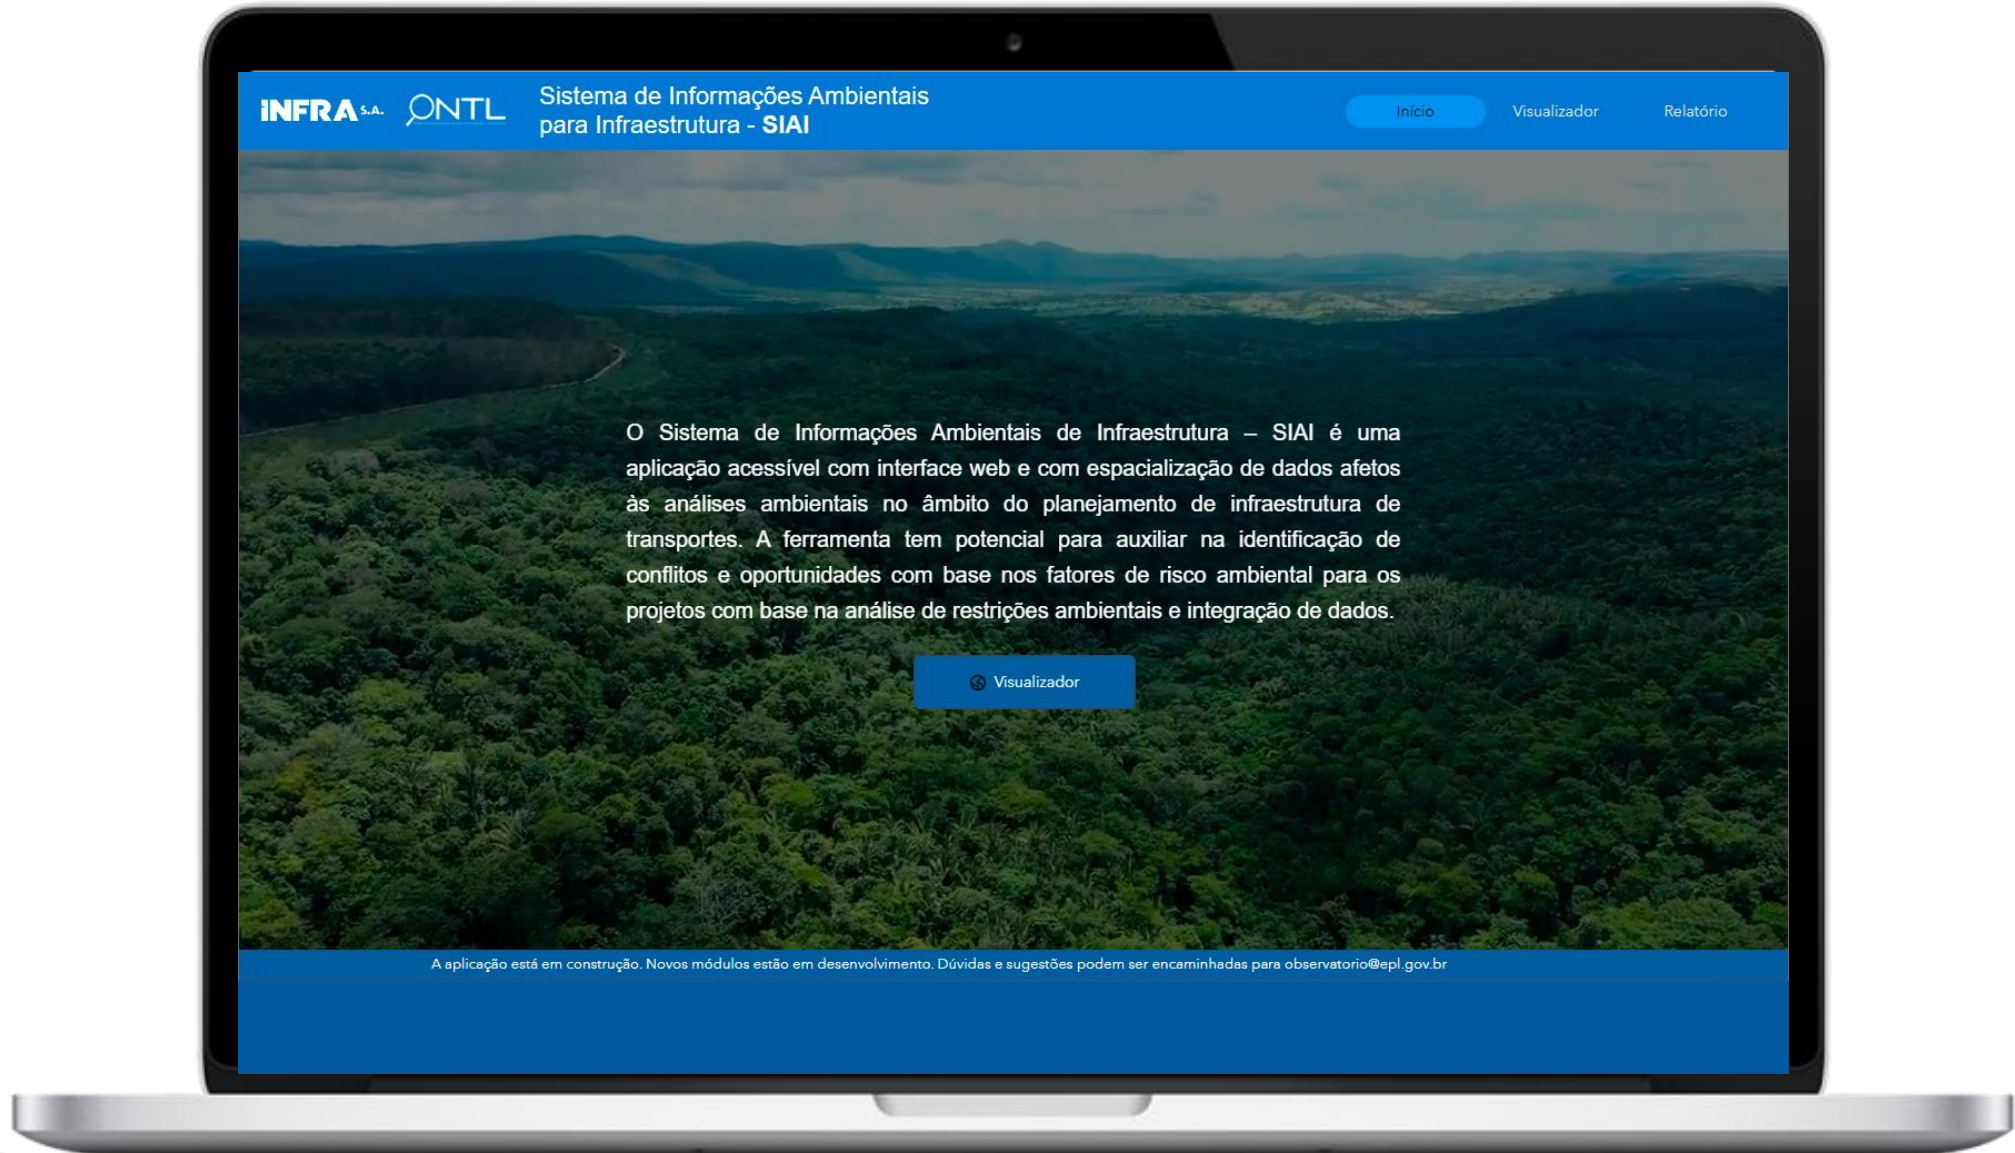 INFRA S.A. ONTL
Sistema de Informações Ambientais
para Infraestrutura - SIAI
Início Visualizador Relatório
O Sistema de Informações Ambientais de Infraestrutura – SIAI é uma
aplicação acessível com interface web e com espacialização de dados afetos
às análises ambientais no âmbito do planejamento de infraestrutura de
transportes. A ferramenta tem potencial para auxiliar na identificação de
conflitos e oportunidades com base nos fatores de risco ambiental para os
projetos com base na análise de restrições ambientais e integração de dados.
Visualizador
A aplicação está em construção. Novos módulos estão em desenvolvimento. Dúvidas e sugestões podem ser encaminhadas para observatorio@epl.gov.br